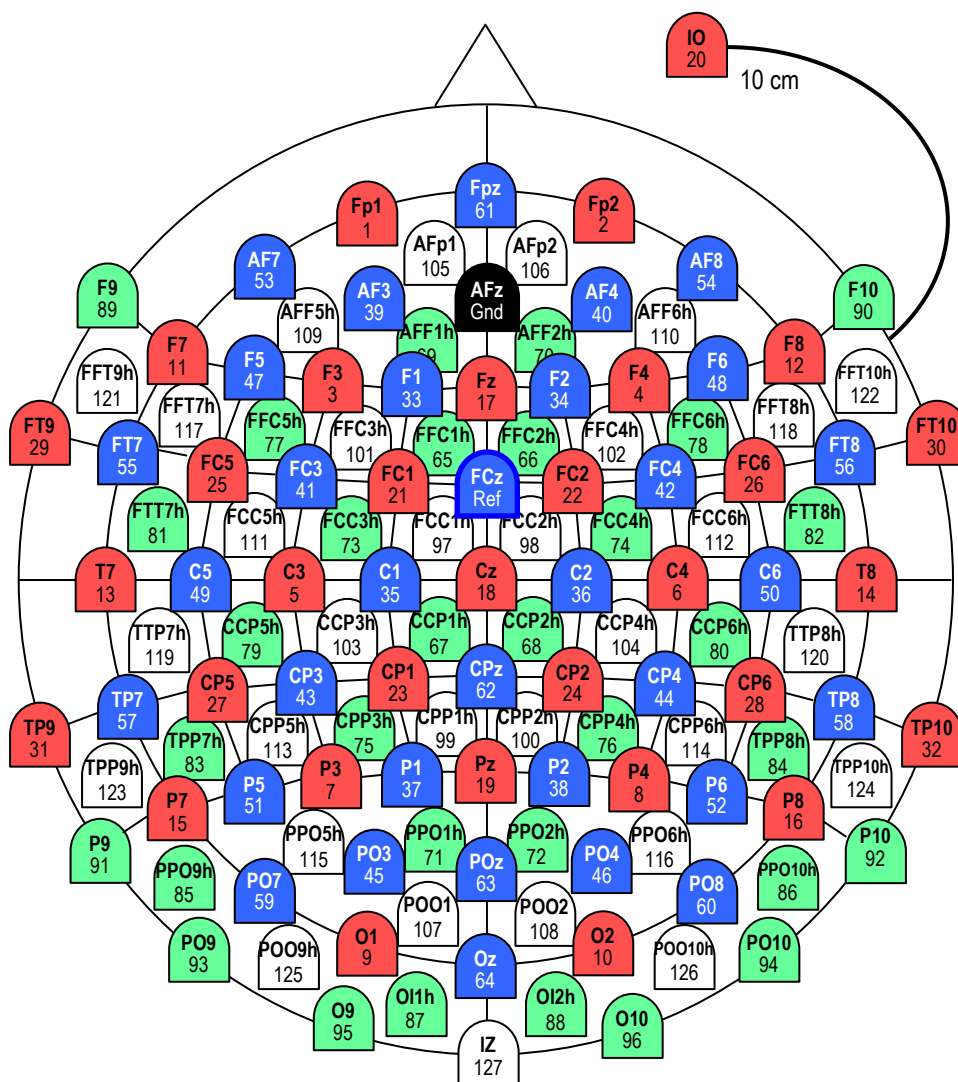 IO
20
10 cm
Fpz
61
Fp1
1
Fp2
2
AFp1
105
AFp2
106
AF7
53
AF8
54
F9
89
AF3
39
AFz
Gnd
AF4
40
F10
90
AFF5h
109
AFF6h
110
AFF1h
69
AFF2h
70
F7
11
F8
12
F5
47
F3
3
F1
33
Fz
17
F2
34
F4
4
F6
48
FFT9h
121
FFT10h
122
FFT7h
117
FFT8h
118
FT9
29
FT10
30
FFC5h
77
FFC3h
101
FFC1h
65
FFC2h
66
FFC4h
102
FFC6h
78
FT7
55
FT8
56
FC5
25
FC3
41
FC1
21
FCz
Ref
FC2
22
FC4
42
FC6
26
FTT7h
81
FCC5h
111
FCC3h
73
FCC1h
97
FCC2h
98
FCC4h
74
FCC6h
112
FTT8h
82
T7
13
C5
49
C3
5
C1
35
Cz
18
C2
36
C4
6
C6
50
T8
14
TTP7h
119
CCP5h
79
CCP3h
103
CCP1h
67
CCP2h
68
CCP4h
104
CCP6h
80
TTP8h
120
TP7
57
CP5
27
CP3
43
CP1
23
CPz
62
CP2
24
CP4
44
CP6
28
TP8
58
TP9
31
TP10
32
TPP7h
83
CPP5h
113
CPP3h
75
CPP1h
99
CPP2h
100
CPP4h
76
CPP6h
114
TPP8h
84
TPP9h
123
TPP10h
124
P7
15
P5
51
P3
7
P1
37
Pz
19
P2
38
P4
8
P6
52
P8
16
P9
91
P10
92
PPO5h
115
PPO1h
71
PPO2h
72
PPO6h
116
PPO9h
85
PO3
45
POz
63
PO4
46
PPO10h
86
PO7
59
PO8
60
POO1
107
POO2
108
PO9
93
POO9h
125
O1
9
Oz
64
O2
10
POO10h
126
PO10
94
O9
95
OI1h
87
OI2h
88
O10
96
IZ
127